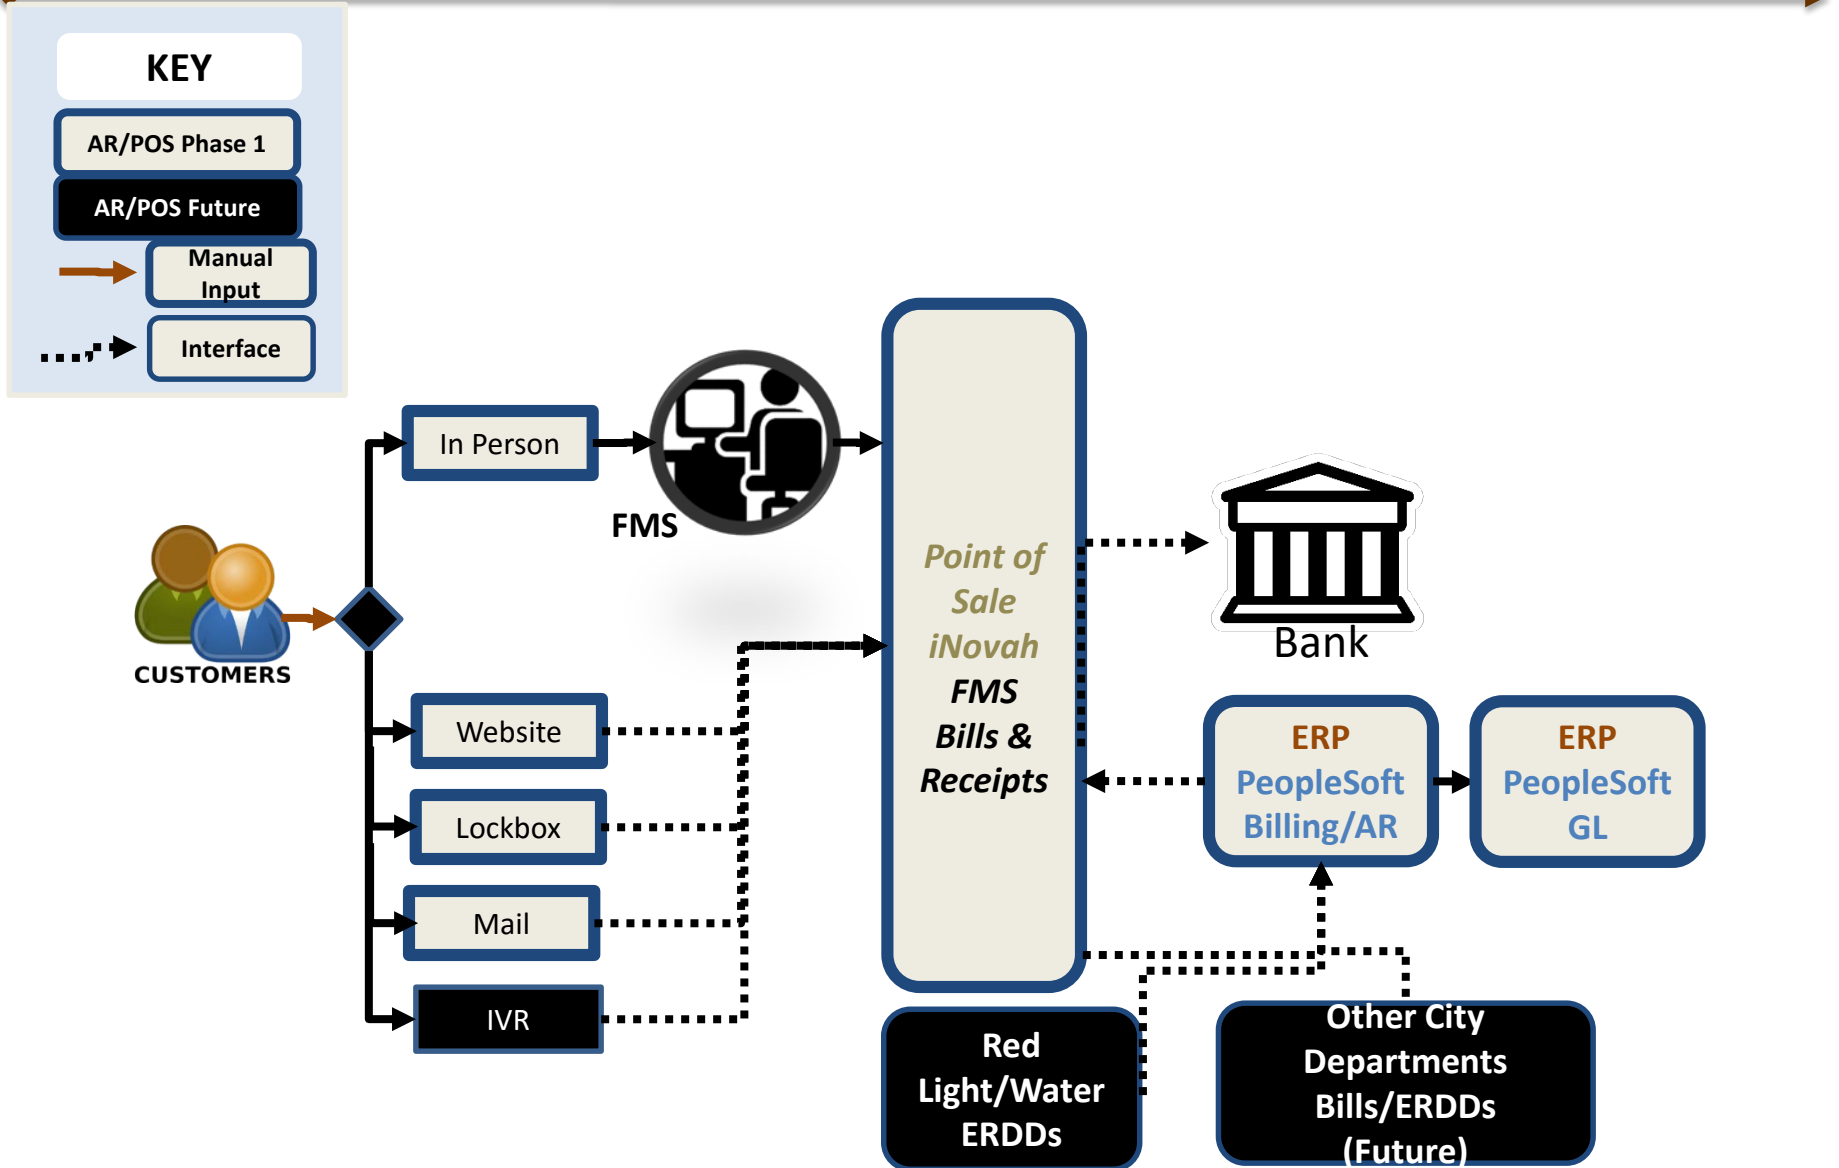 KEY
AR/POS Phase 1
AR/POS Future
Manual
Input
Interface
In Person
FMS
CUSTOMERS
Website
Lockbox
Mail
IVR
Point of
Sale
iNovah
FMS
Bills &
Receipts
Bank
ERP
PeopleSoft
Billing/AR
ERP
PeopleSoft
GL
Red
Light/Water
ERDDs
Other City
Departments
Bills/ERDDs
(Future)